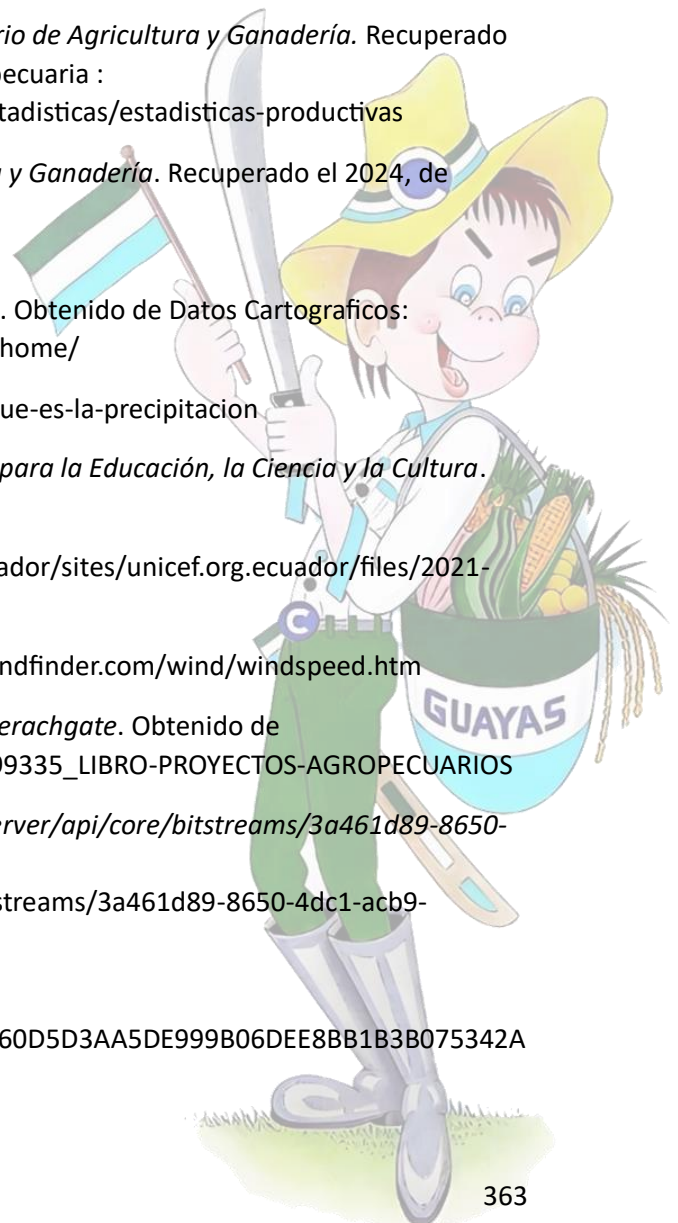 rio de Agricultura y Ganadería. Recuperado
pecuaria :
tadisticas/estadisticas-productivas
a y Ganadería. Recuperado el 2024, de
. Obtenido de Datos Cartograficos:
home/
ue-es-la-precipitacion
para la Educación, la Ciencia y la Cultura.
ador/sites/unicef.org.ecuador/files/2021-
ndfinder.com/wind/windspeed.htm
erachgate. Obtenido de
99335_LIBRO-PROYECTOS-AGROPECUARIOS
erver/api/core/bitstreams/3a461d89-8650-
streams/3a461d89-8650-4dc1-acb9-
60D5D3AA5DE999B06DEE8BB1B3B075342A
C
C
GUAYAS
363